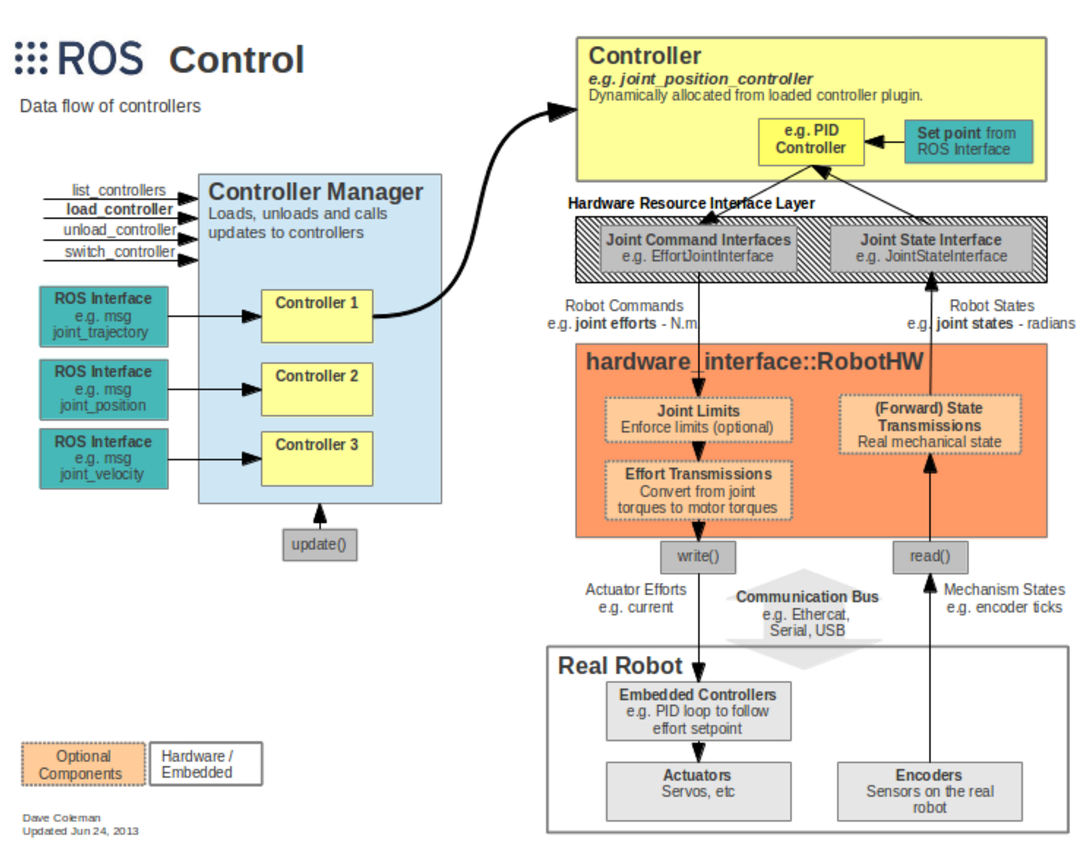 ROS Control
Data flow of controllers
list_controllers
load_controller
unload_controller
switch_controller
Controller Manager
Loads, unloads and calls
updates to controllers
ROS Interface
e.g. msg
joint_trajectory
Controller 1
ROS Interface
e.g. msg
joint_position
Controller 2
ROS Interface
e.g. msg
joint_velocity
Controller 3
update()
Controller
e.g. joint_position_controller
Dynamically allocated from loaded controller plugin.
e.g. PID
Controller
Set point from
ROS Interface
Hardware Resource Interface Layer
Joint Command Interfaces
e.g. EffortJointInterface
Joint State Interface
e.g. JointStateInterface
Robot Commands
e.g. joint efforts - N.m
Robot States
e.g. joint states - radians
hardware_interface::RobotHW
Joint Limits
Enforce limits (optional)
Effort Transmissions
Convert from joint
torques to motor torques
(Forward) State
Transmissions
Real mechanical state
write()
read()
Actuator Efforts
e.g. current
Communication Bus
e.g. Ethercat,
Serial, USB
Mechanism States
e.g. encoder ticks
Real Robot
Embedded Controllers
e.g. PID loop to follow
effort setpoint
Actuators
Servos, etc
Encoders
Sensors on the real
robot
Optional
Components
Hardware /
Embedded
Dave Coleman
Updated Jun 24, 2013